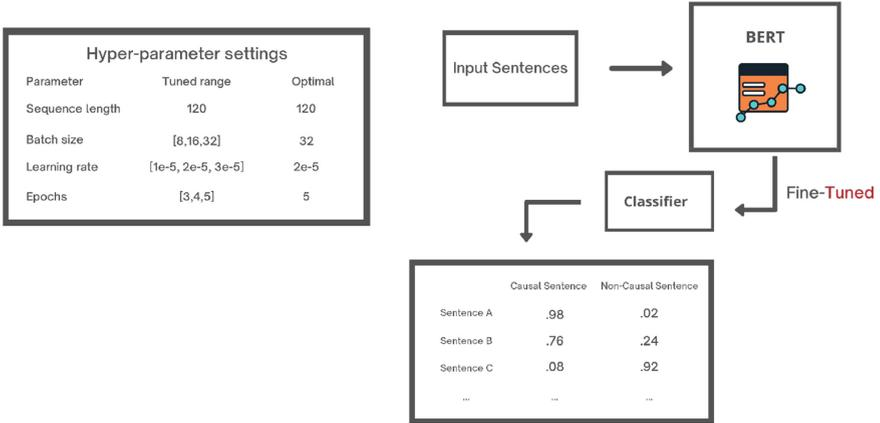 Hyper-parameter settings
Parameter Tuned range Optimal
Sequence length 120 120
Batch size [8,16,32] 32
Learning rate [1e-5, 2e-5, 3e-5] 2e-5
Epochs [3,4,5] 5
Input Sentences
BERT
Fine-Tuned
Classifier
Causal Sentence Non-Causal Sentence
Sentence A .98 .02
Sentence B .76 .24
Sentence C .08 .92
... ... ...